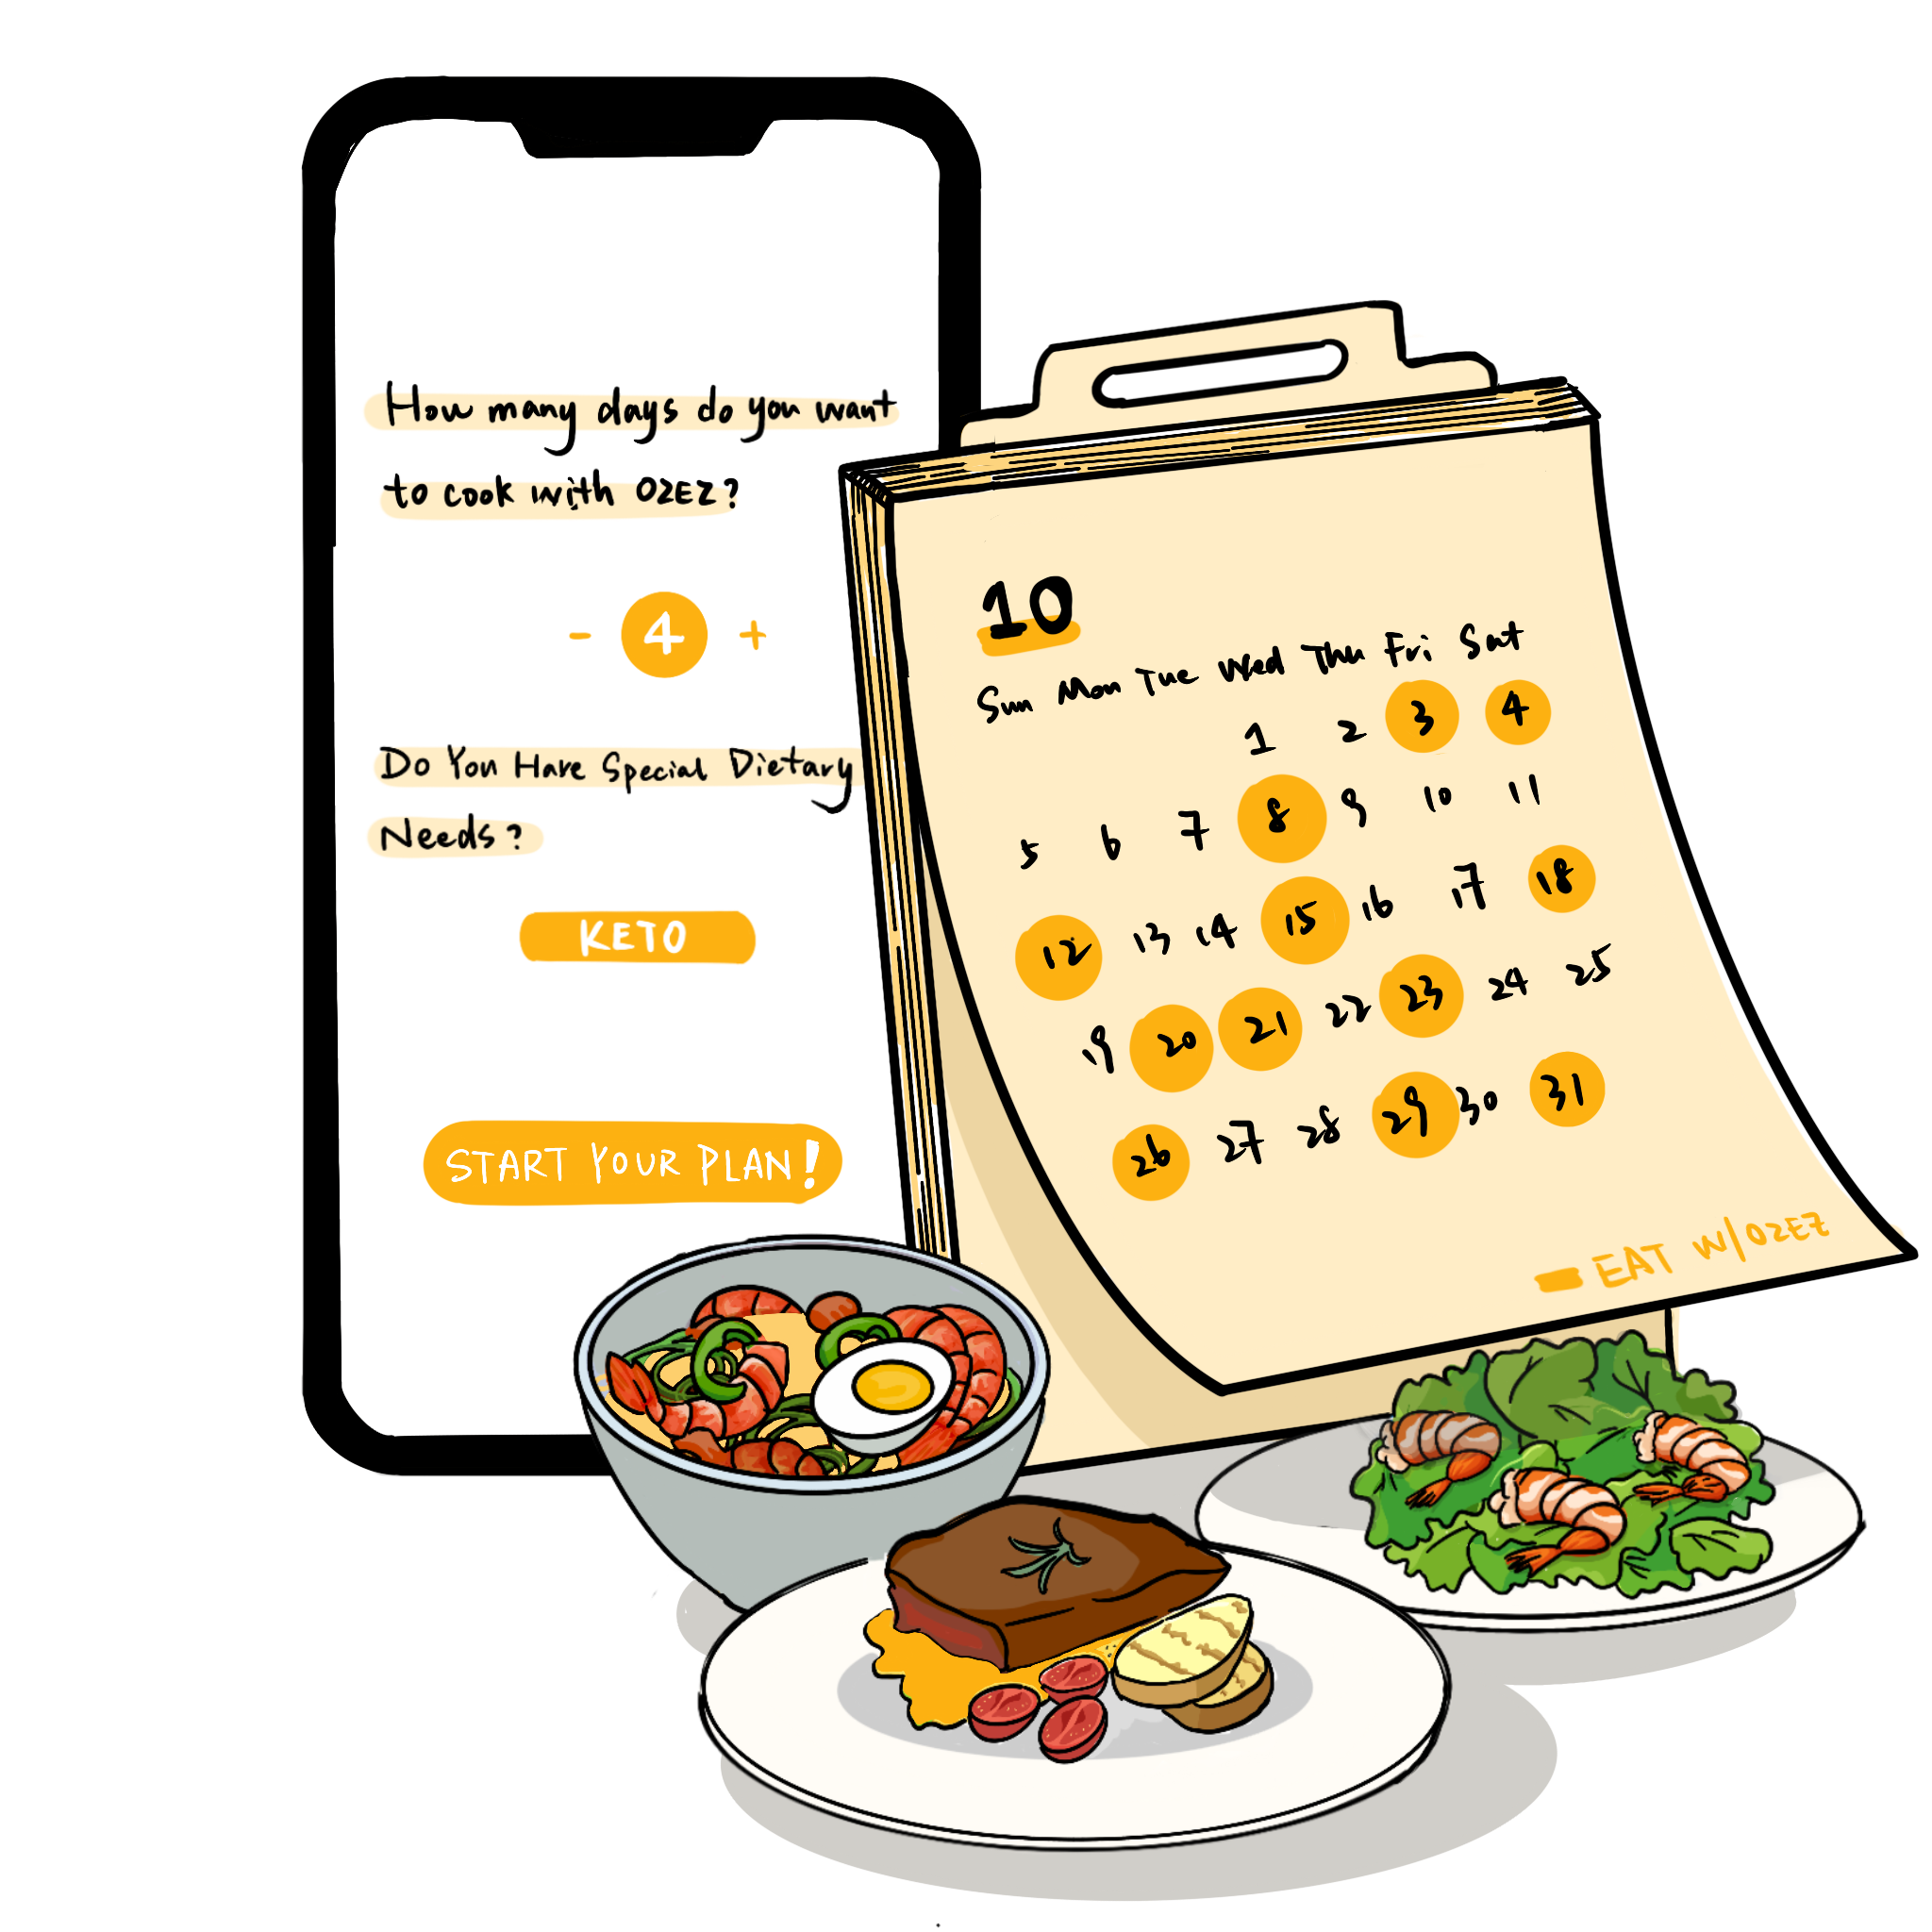 How many days do you want
to cook with O2EZ?
- 4 +
Do You Have Special Dietary
Needs?
KETO
START YOUR PLAN!
10
Sun Mon Tue Wed Thu Fri Sat
1 2 3 4
5 6 7 8 9 10 11
12 13 14 15 16 17 18
19 20 21 22 23 24 25
26 27 28 29 30 31
EAT W/O2EZ